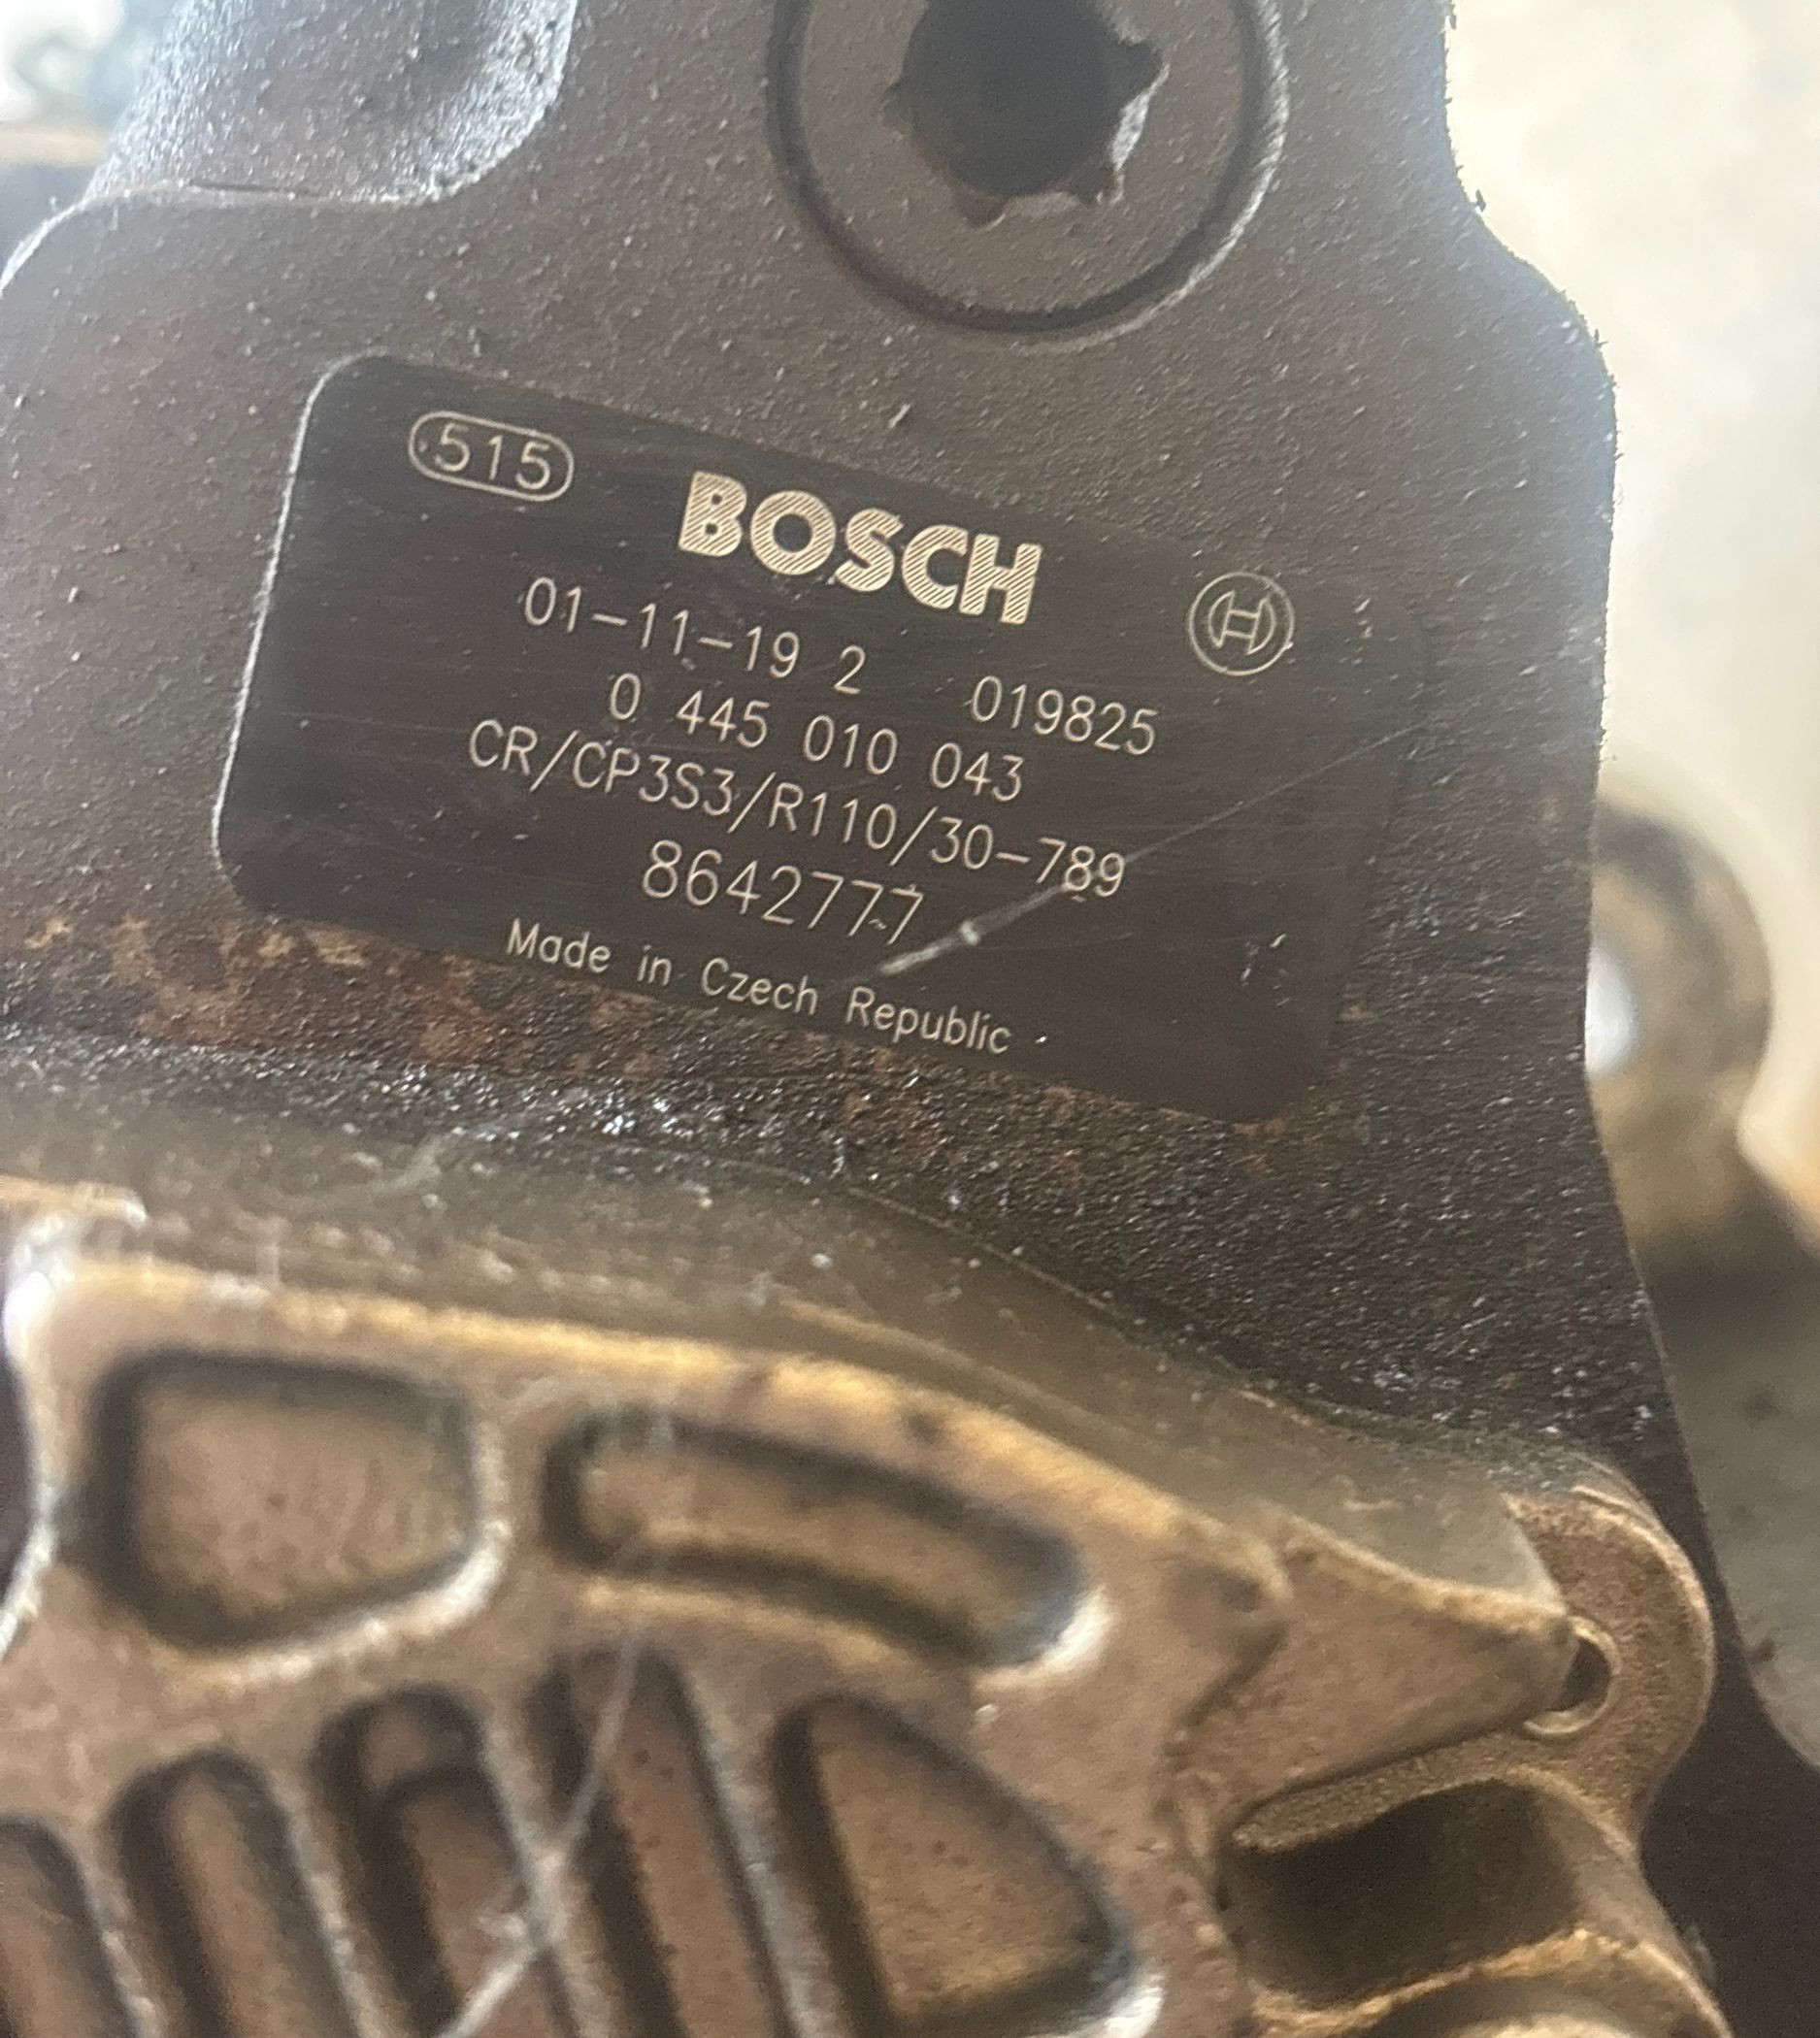 515
BOSCH
01-11-19 2 019825
0 445 010 043
CR/CP3S3/R110/30-789
8642777
Made in Czech Republic